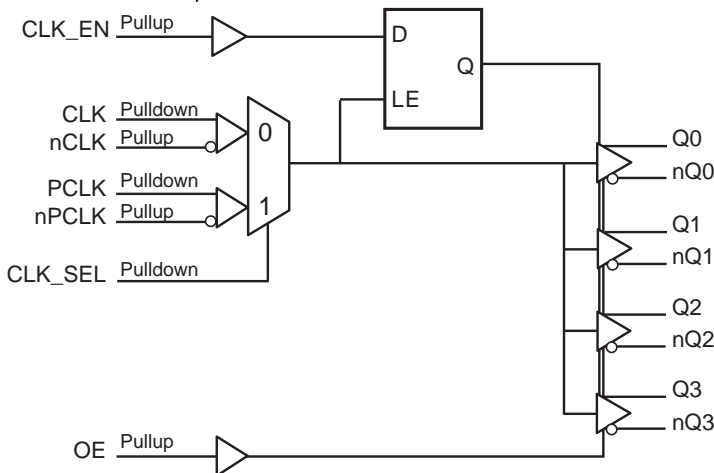 CLK_EN Pullup
D
Q
LE
CLK Pulldown
nCLK Pullup
0
PCLK Pulldown
nPCLK Pullup
1
CLK_SEL Pulldown
Q0
nQ0
Q1
nQ1
Q2
nQ2
Q3
nQ3
OE Pullup